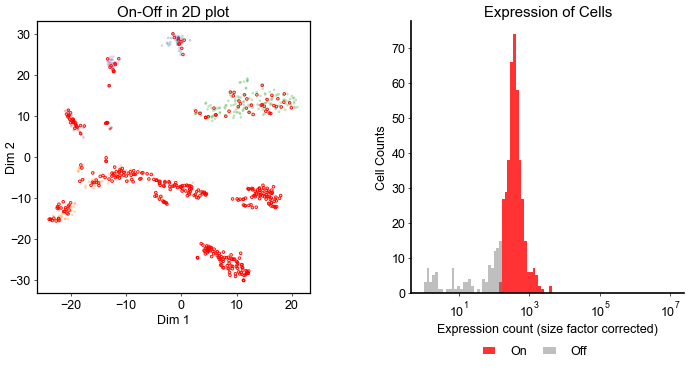 On-Off in 2D plot
30
20
10
0
−10
−20
−30
Dim 2
−20 −10 0 10 20
Dim 1
Expression of Cells
70
60
50
40
30
20
10
0
Cell Counts
10^1 10^3 10^5 10^7
Expression count (size factor corrected)
On Off